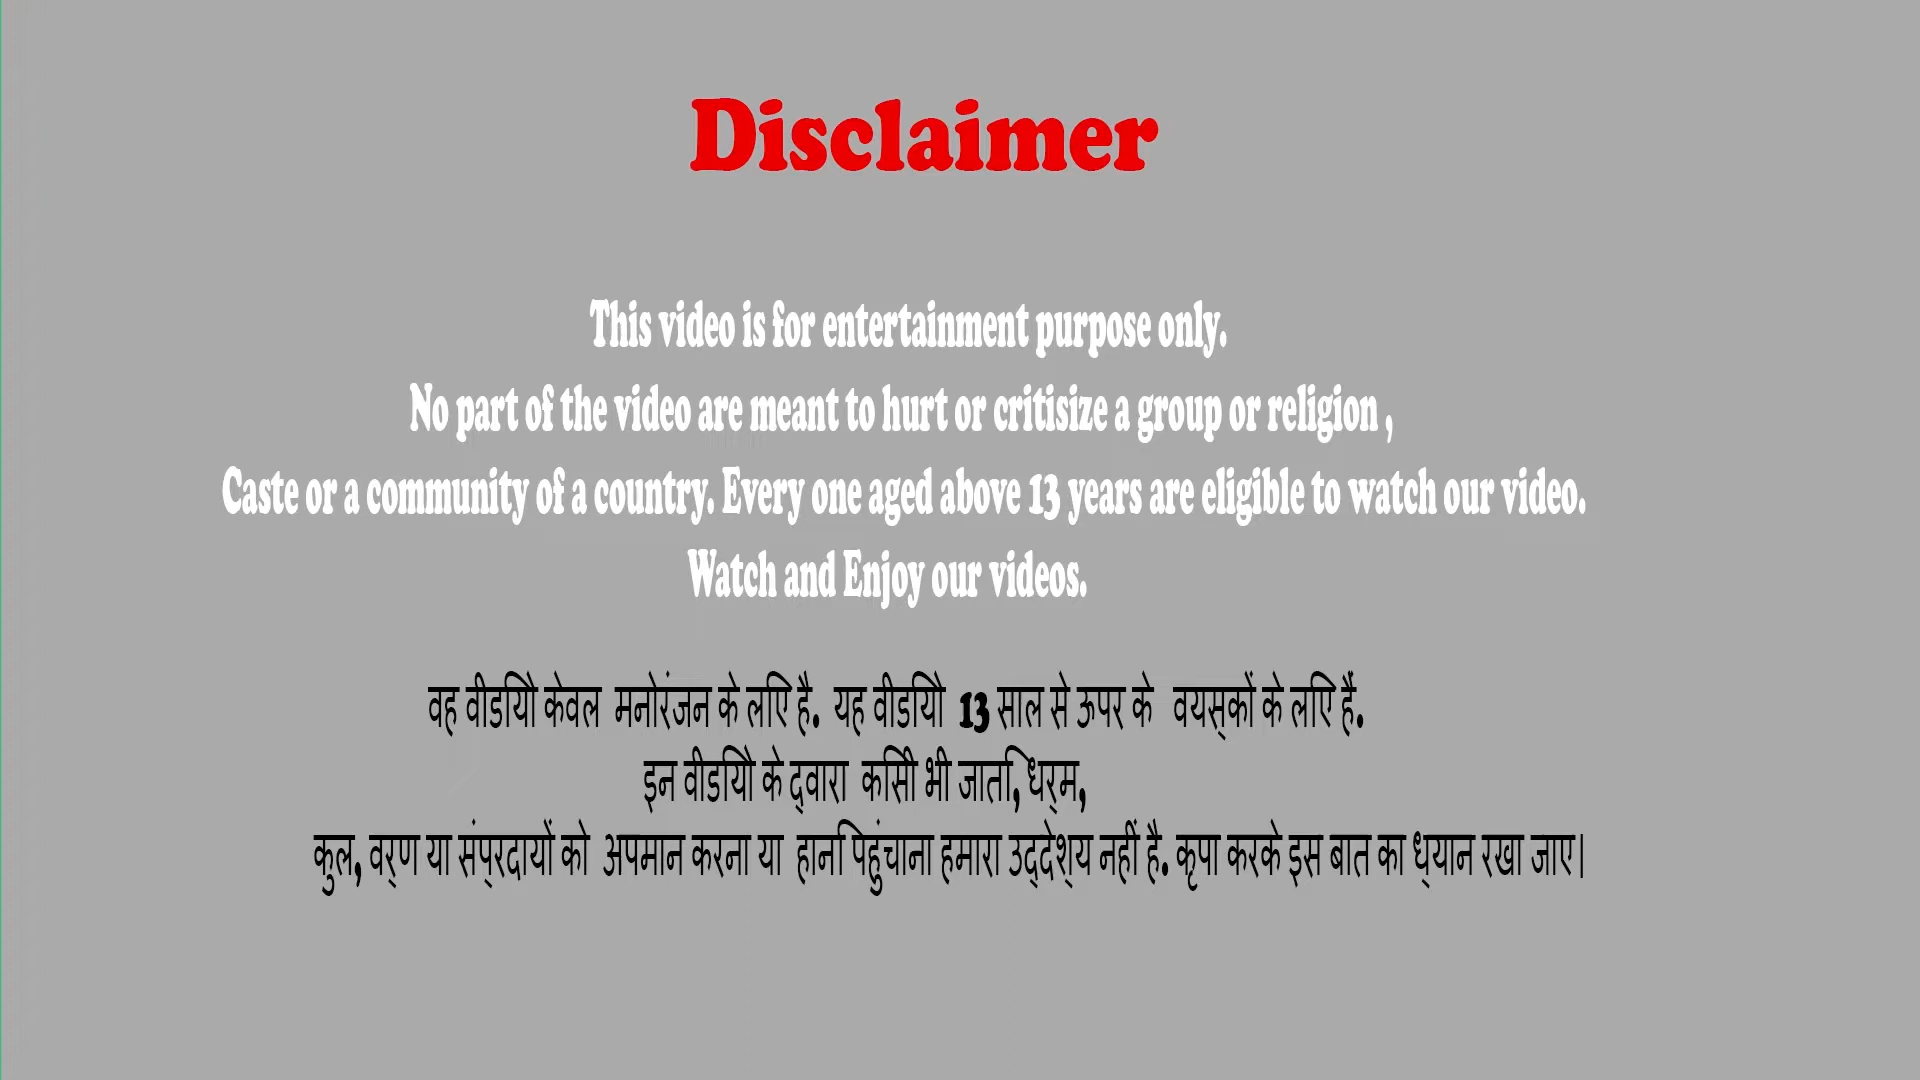 Disclaimer
This video is for entertainment purpose only.
No part of the video are meant to hurt or critisize a group or religion ,
Caste or a community of a country. Every one aged above 13 years are eligible to watch our video.
Watch and Enjoy our videos.
वह वीडियो केवल मनोरंजन के लिए है. यह वीडियो 13 साल से ऊपर के वयस्कों के लिए हैं.
इन वीडियो के द्वारा किसी भी जाति, धर्म,
कुल, वर्ण या संप्रदायों को अपमान करना या हानि पहुंचाना हमारा उद्देश्य नहीं है. कृपा करके इस बात का ध्यान रखा जाए।